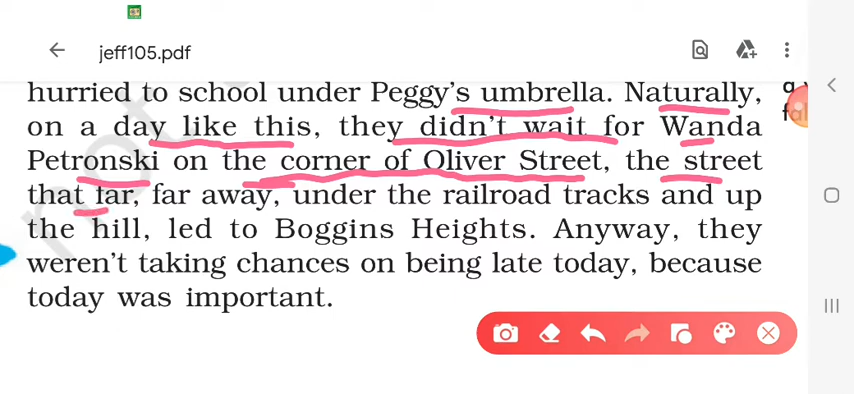 jeff105.pdf
hurried to school under Peggy's umbrella. Naturally,
on a day like this, they didn't wait for Wanda
Petronski on the corner of Oliver Street, the street
that far, far away, under the railroad tracks and up
the hill, led to Boggins Heights. Anyway, they
weren't taking chances on being late today, because
today was important.
not